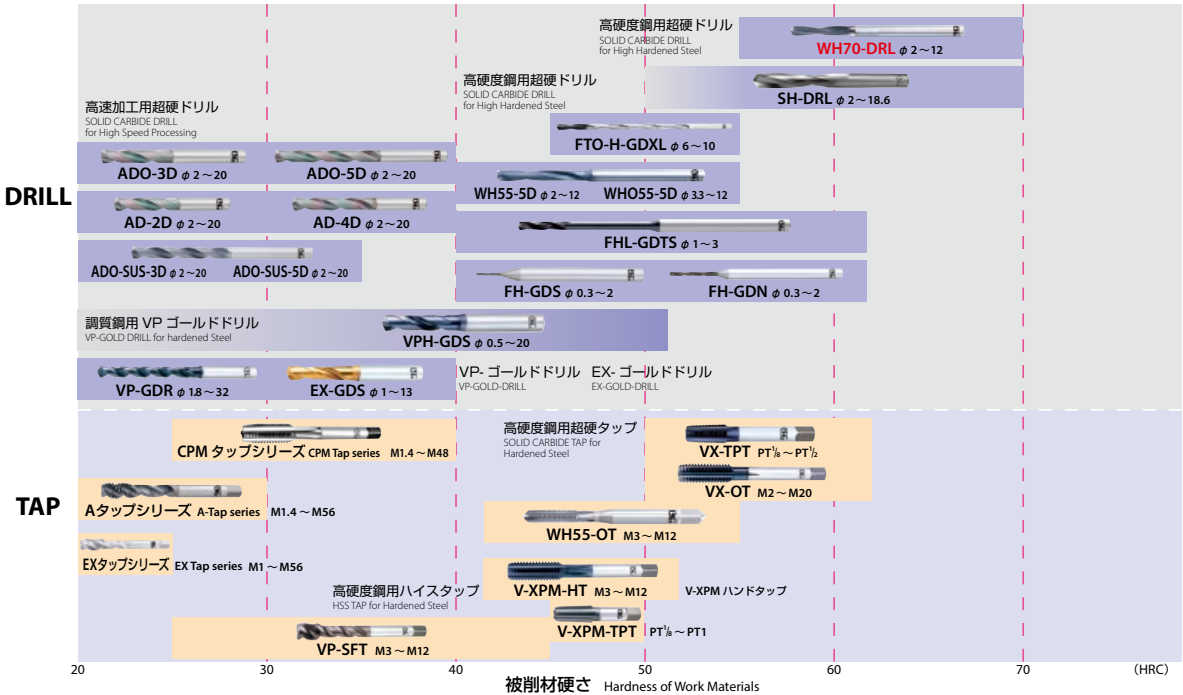 高硬度鋼用超硬ドリル
SOLID CARBIDE DRILL
for High Hardened Steel
WH70-DRL φ 2～12
高硬度鋼用超硬ドリル
SOLID CARBIDE DRILL
for High Hardened Steel
SH-DRL φ 2～18.6
高速加工用超硬ドリル
SOLID CARBIDE DRILL
for High Speed Processing
FTO-H-GDXL φ 6～10
ADO-3D φ 2～20
ADO-5D φ 2～20
WH55-5D φ 2～12
WHO55-5D φ 3.3～12
DRILL
AD-2D φ 2～20
AD-4D φ 2～20
FHL-GDTS φ 1～3
ADO-SUS-3D φ 2～20
ADO-SUS-5D φ 2～20
FH-GDS φ 0.3～2
FH-GDN φ 0.3～2
調質鋼用 VP ゴールドドリル
VP-GOLD DRILL for hardened Steel
VPH-GDS φ 0.5～20
VP-GDR φ 1.8～32
EX-GDS φ 1～13
VP- ゴールドドリル
VP-GOLD-DRILL
EX- ゴールドドリル
EX-GOLD-DRILL
CPM タップシリーズ CPM Tap series M1.4～M48
高硬度鋼用超硬タップ
SOLID CARBIDE TAP for
Hardened Steel
VX-TPT PT1/8～PT1/2
VX-OT M2～M20
TAP
Aタップシリーズ A-Tap series M1.4～M56
WH55-OT M3～M12
EXタップシリーズ EX Tap series M1～M56
高硬度鋼用ハイスタップ
HSS TAP for Hardened Steel
V-XPM-HT M3～M12
V-XPM ハンドタップ
V-XPM-TPT PT1/8～PT1
VP-SFT M3～M12
20 30 40 50 60 70 (HRC)
被削材硬さ Hardness of Work Materials